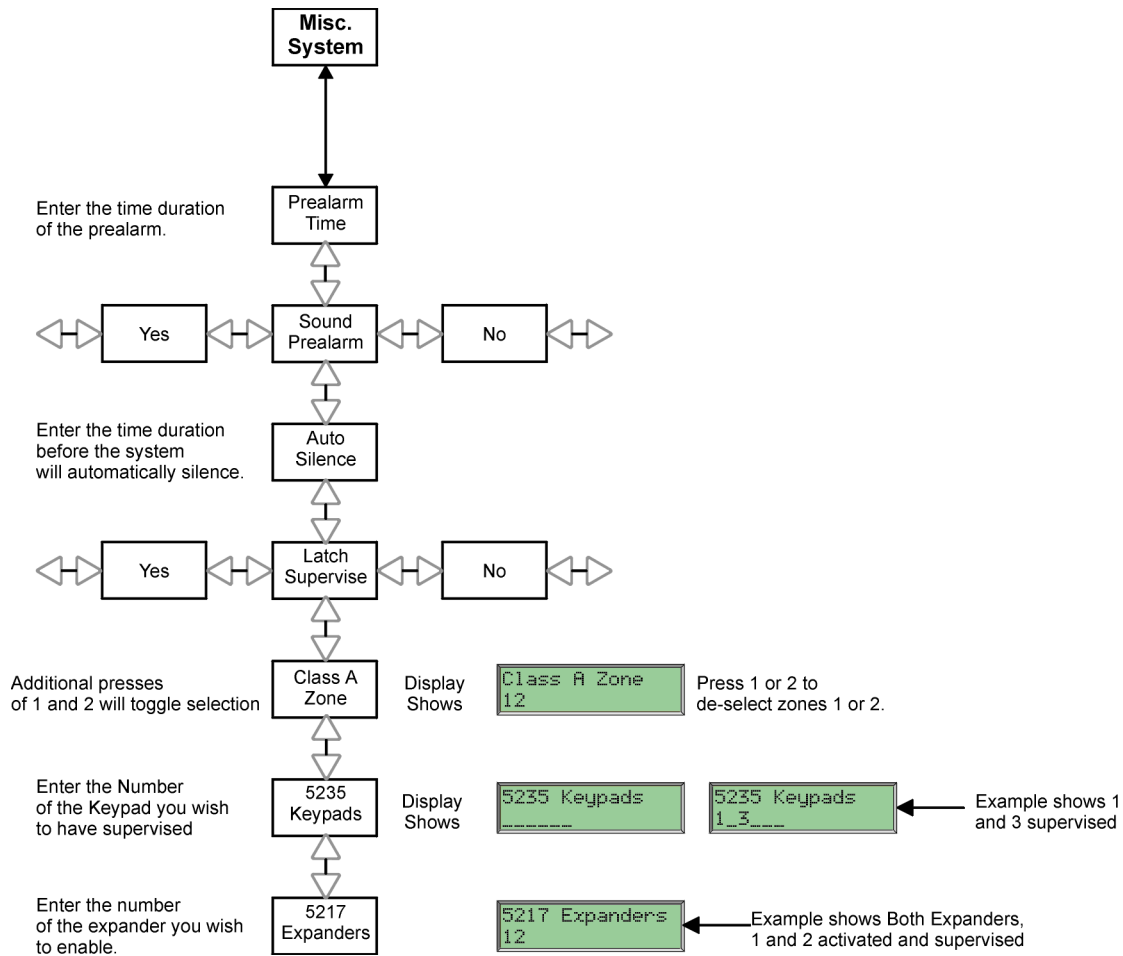 Misc.
System
Enter the time duration
of the prealarm.
Prealarm
Time
Yes
Sound
Prealarm
No
Enter the time duration
before the system
will automatically silence.
Auto
Silence
Yes
Latch
Supervise
No
Additional presses
of 1 and 2 will toggle selection
Class A
Zone
Display
Shows
Class A Zone
12
Press 1 or 2 to
de-select zones 1 or 2.
Enter the Number
of the Keypad you wish
to have supervised
5235
Keypads
Display
Shows
5235 Keypads
______
5235 Keypads
1_3___
Example shows 1
and 3 supervised
Enter the number
of the expander you wish
to enable.
5217
Expanders
5217 Expanders
12
Example shows Both Expanders,
1 and 2 activated and supervised